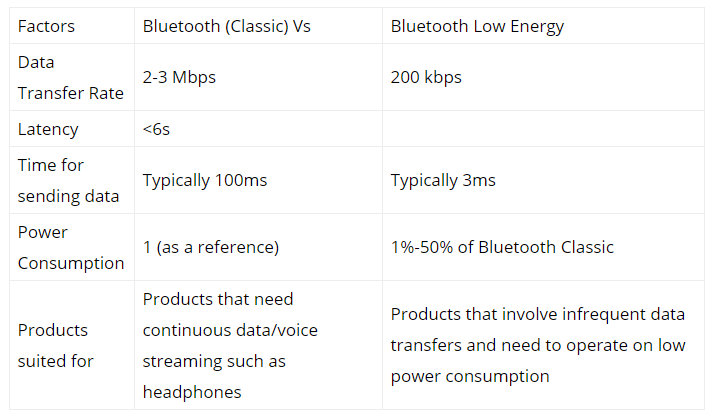 Factors
Bluetooth (Classic) Vs
Bluetooth Low Energy
Data
Transfer Rate
2-3 Mbps
200 kbps
Latency
<6s
Time for
sending data
Typically 100ms
Typically 3ms
Power
Consumption
1 (as a reference)
1%-50% of Bluetooth Classic
Products
suited for
Products that need
continuous data/voice
streaming such as
headphones
Products that involve infrequent data
transfers and need to operate on low
power consumption